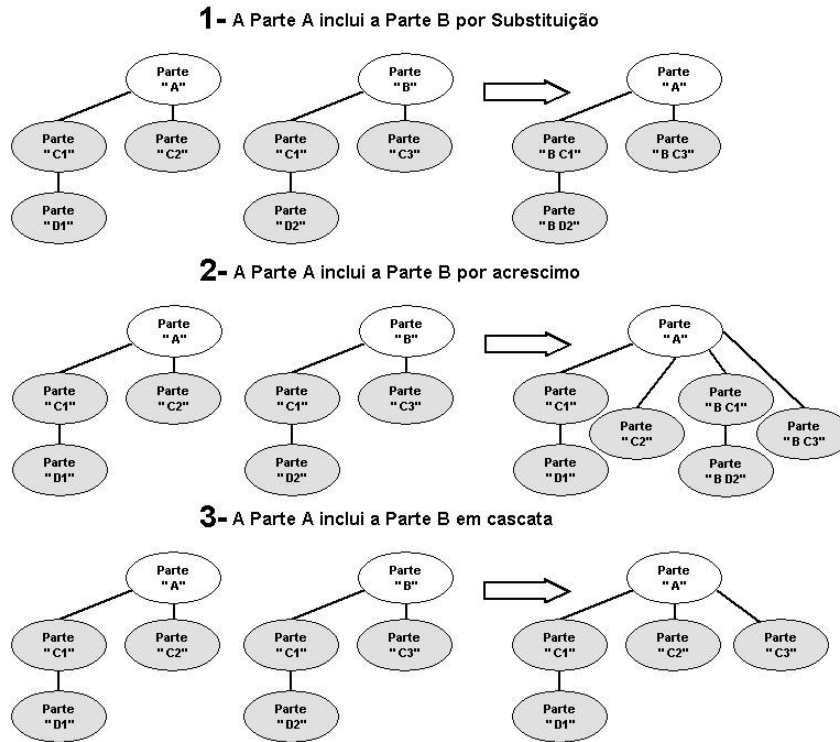 1- A Parte A inclui a Parte B por Substituição
Parte
"A"
Parte
"B"
Parte
"A"
Parte
"C1"
Parte
"C2"
Parte
"C1"
Parte
"C3"
Parte
"B C1"
Parte
"B C3"
Parte
"D1"
Parte
"D2"
Parte
"B D2"
2- A Parte A inclui a Parte B por acrescimo
Parte
"A"
Parte
"B"
Parte
"A"
Parte
"C1"
Parte
"C2"
Parte
"C1"
Parte
"C3"
Parte
"C1"
Parte
"C2"
Parte
"B C1"
Parte
"B C3"
Parte
"D1"
Parte
"D2"
Parte
"D1"
Parte
"B D2"
3- A Parte A inclui a Parte B em cascata
Parte
"A"
Parte
"B"
Parte
"A"
Parte
"C1"
Parte
"C2"
Parte
"C1"
Parte
"C3"
Parte
"C1"
Parte
"C2"
Parte
"C3"
Parte
"D1"
Parte
"D2"
Parte
"D1"